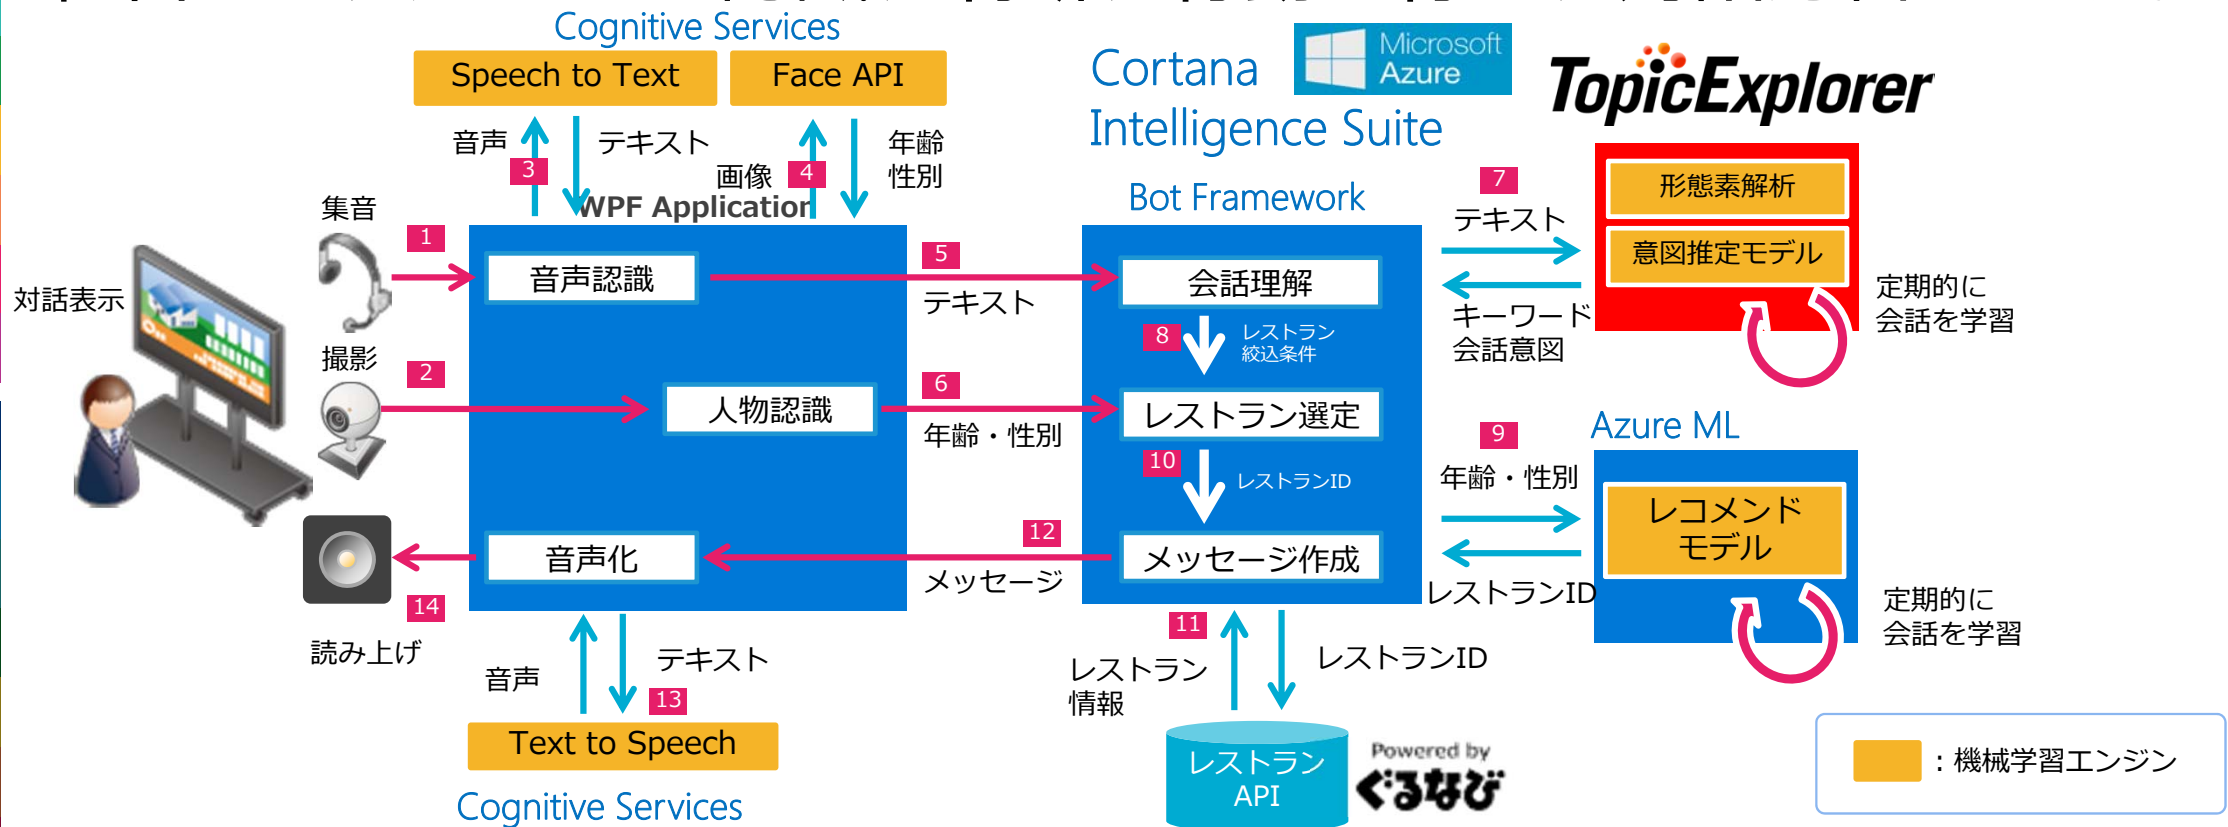 Cognitive Services
Speech to Text
Face API
Cortana
Intelligence Suite
Microsoft
Azure
TopicExplorer
音声
3
テキスト
画像
4
年齢
性別
WPF Application
Bot Framework
7
テキスト
形態素解析
意図推定モデル
キーワード
会話意図
定期的に
会話を学習
対話表示
集音
1
音声認識
5
テキスト
会話理解
8
レストラン
絞込条件
撮影
2
人物認識
6
年齢・性別
レストラン選定
10
レストランID
9
年齢・性別
レストランID
Azure ML
レコメンド
モデル
定期的に
会話を学習
メッセージ作成
12
メッセージ
音声化
14
読み上げ
音声
テキスト
13
Text to Speech
Cognitive Services
11
レストラン
情報
レストランID
レストラン
API
Powered by
ぐるなび
：機械学習エンジン